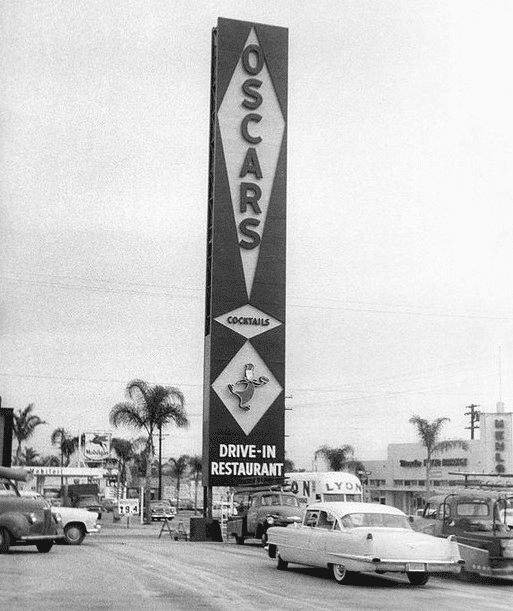 OSCARS
COCKTAILS
DRIVE-IN
RESTAURANT
Mobilgas
LYON